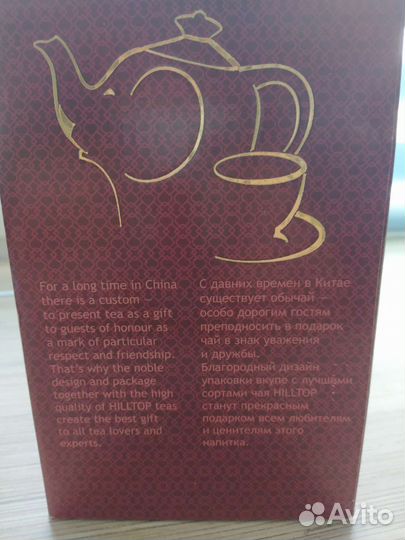 For a long time in China
there is a custom —
to present tea as a gift
to guests of honour as
a mark of particular
respect and friendship.
That's why the noble
design and package
together with the high
quality of HILLTOP teas
create the best gift
to all tea lovers and
experts.
С давних времен в Китае
существует обычай —
особо дорогим гостям
преподносить в подарок
чай в знак уважения
и дружбы.
Благородный дизайн
упаковки вкупе с лучшими
сортами чая HILLTOP
станут прекрасным
подарком всем любителям
и ценителям этого
напитка.
Avito